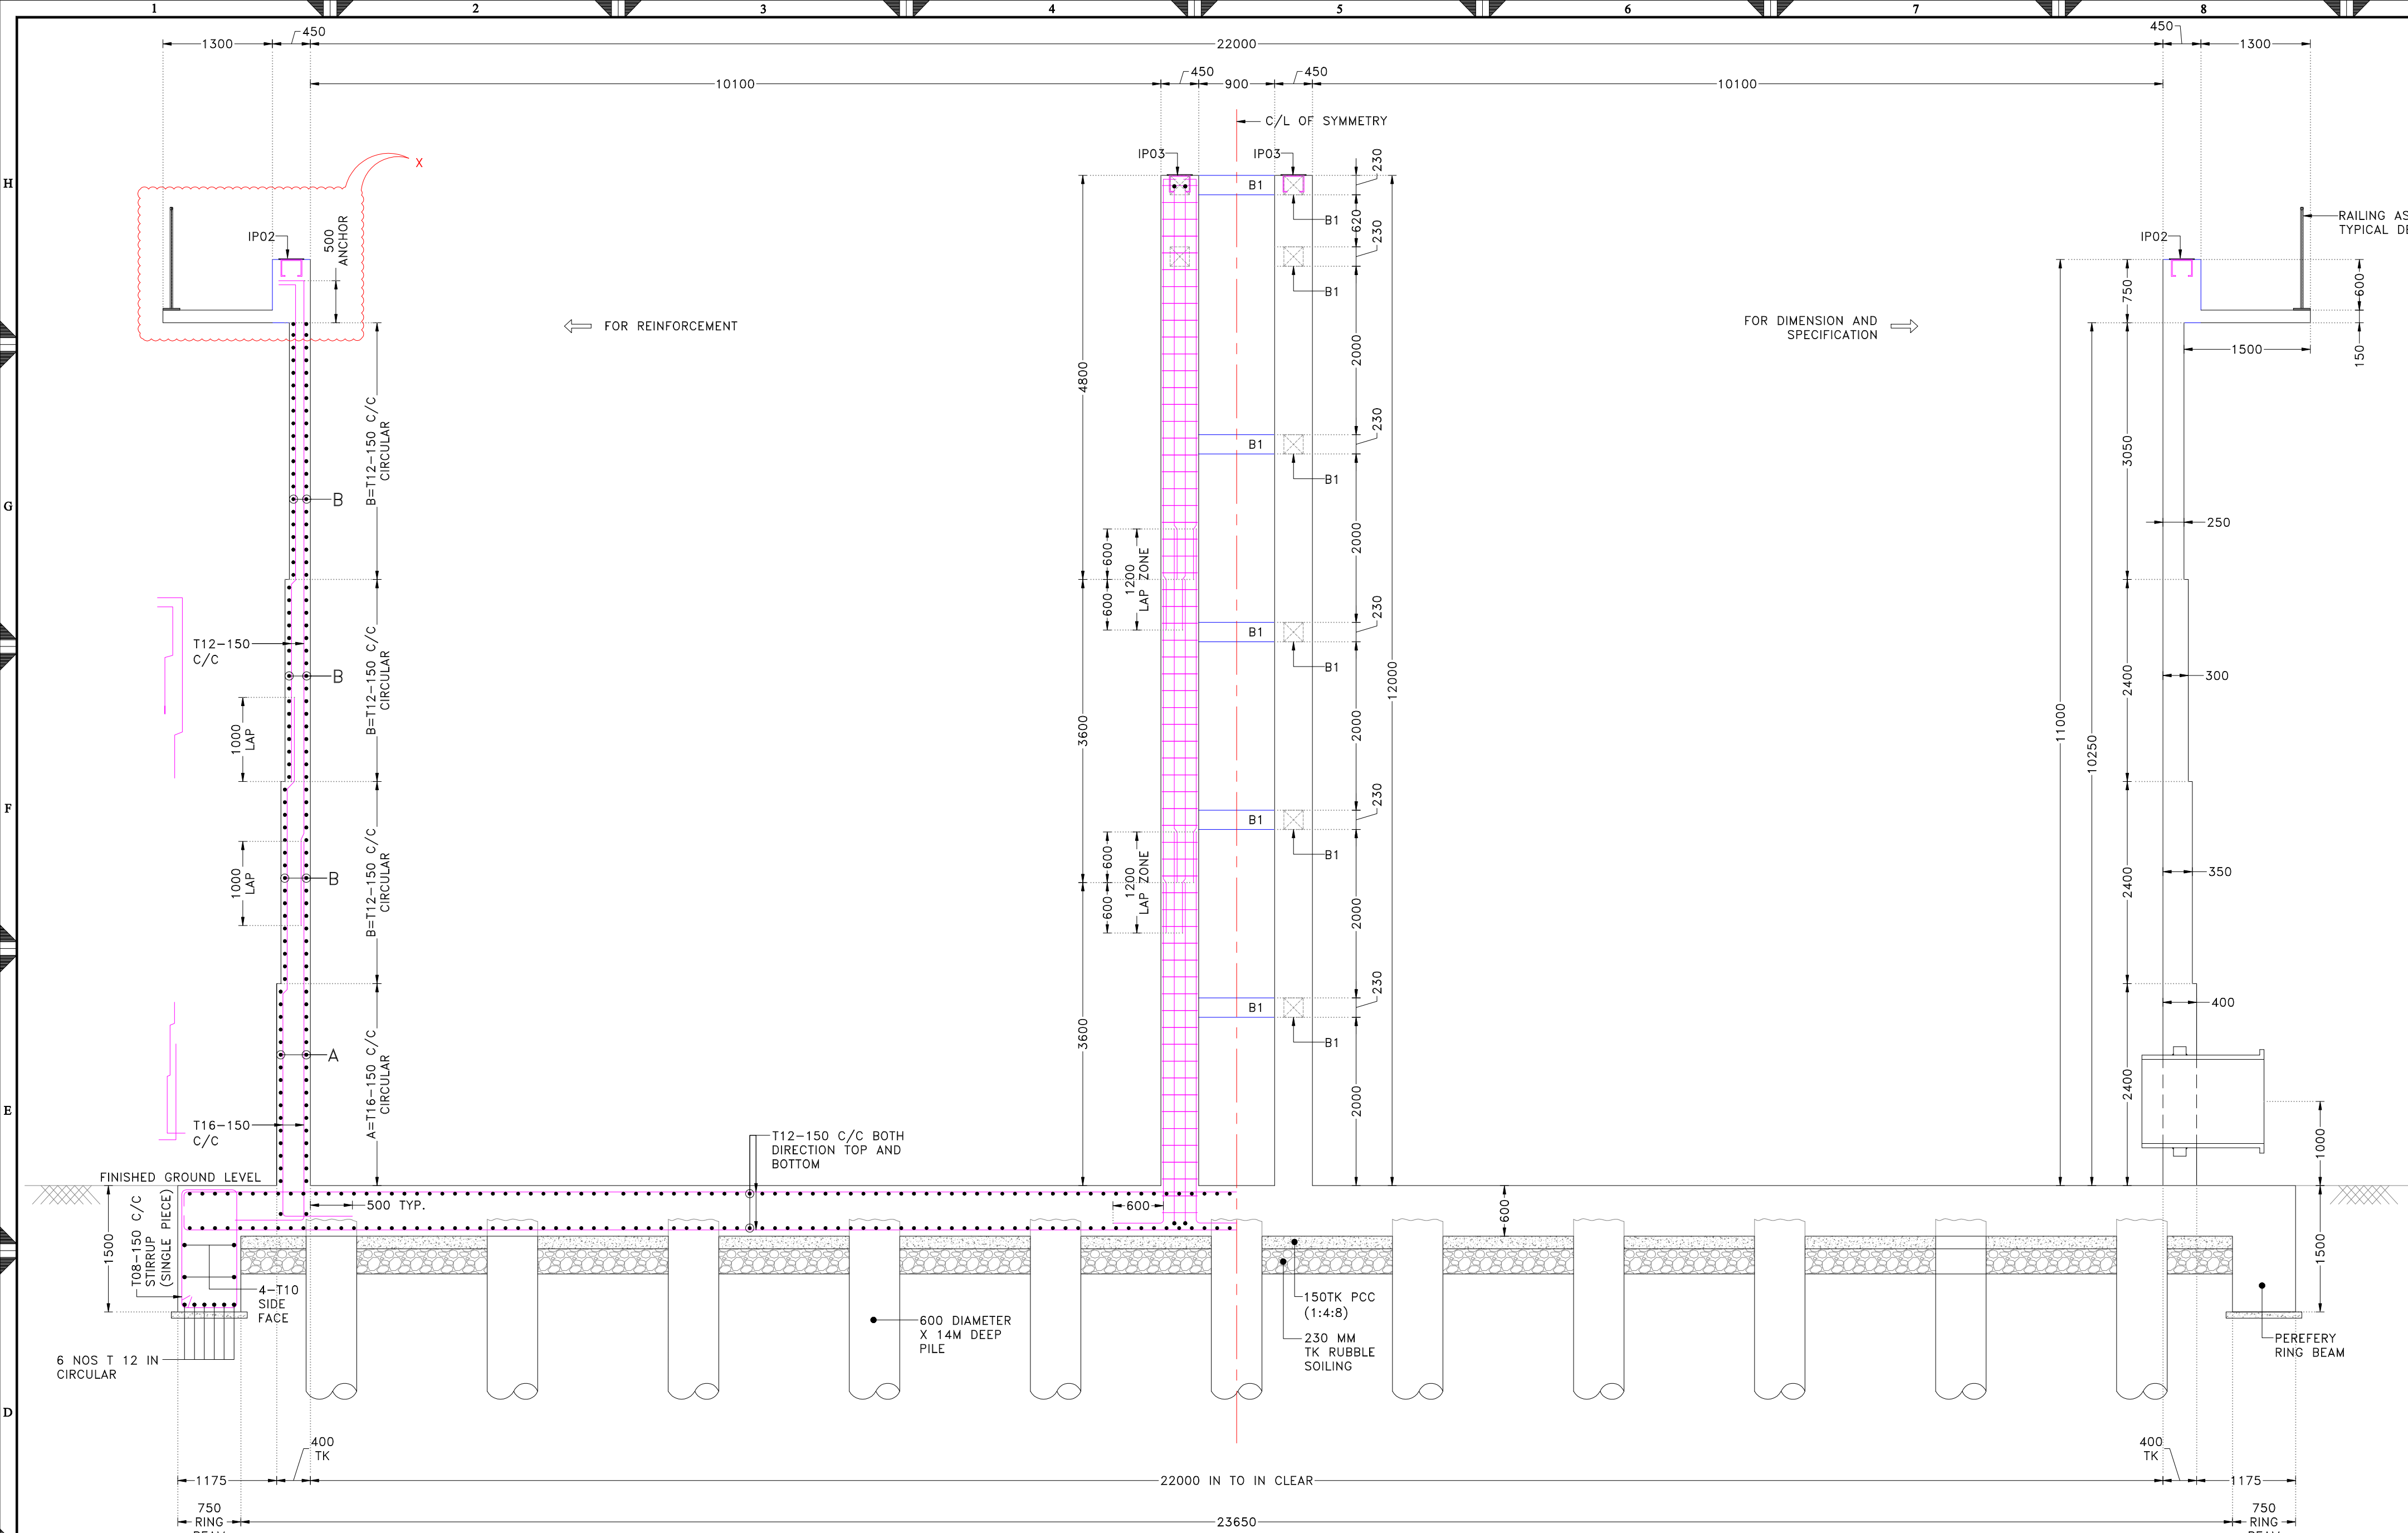 1
2
3
4
5
6
7
8
H
G
F
E
D
1300
450
22000
450
1300
10100
450
900
450
10100
C/L OF SYMMETRY
X
IP03
IP03
230
B1
B1
620
230
B1
500
ANCHOR
IP02
IP02
RAILING AS
750
600
150
1500
FOR REINFORCEMENT
FOR DIMENSION AND
SPECIFICATION
4800
2000
3050
B=T12-150 C/C
CIRCULAR
B
B1
B1
230
250
600
1200
LAP ZONE
600
2000
B1
B1
230
T12-150
C/C
B
B=T12-150 C/C
CIRCULAR
1000
LAP
3600
2000
12000
11000
10250
2400
300
B1
B1
230
1000
LAP
B
B=T12-150 C/C
CIRCULAR
600
1200
LAP ZONE
600
2000
2400
350
B1
B1
230
400
A
A=T16-150 C/C
CIRCULAR
3600
2000
2400
1000
T16-150
C/C
T12-150 C/C BOTH
DIRECTION TOP AND
BOTTOM
FINISHED GROUND LEVEL
500 TYP.
600
600
1500
T08-150 C/C
STIRRUP
(SINGLE PIECE)
4-T10
SIDE
FACE
600 DIAMETER
X 14M DEEP
PILE
150TK PCC
(1:4:8)
230 MM
TK RUBBLE
SOILING
1500
PEREFERY
RING BEAM
6 NOS T 12 IN
CIRCULAR
400
TK
400
TK
1175
22000 IN TO IN CLEAR
1175
750
RING
23650
750
RING